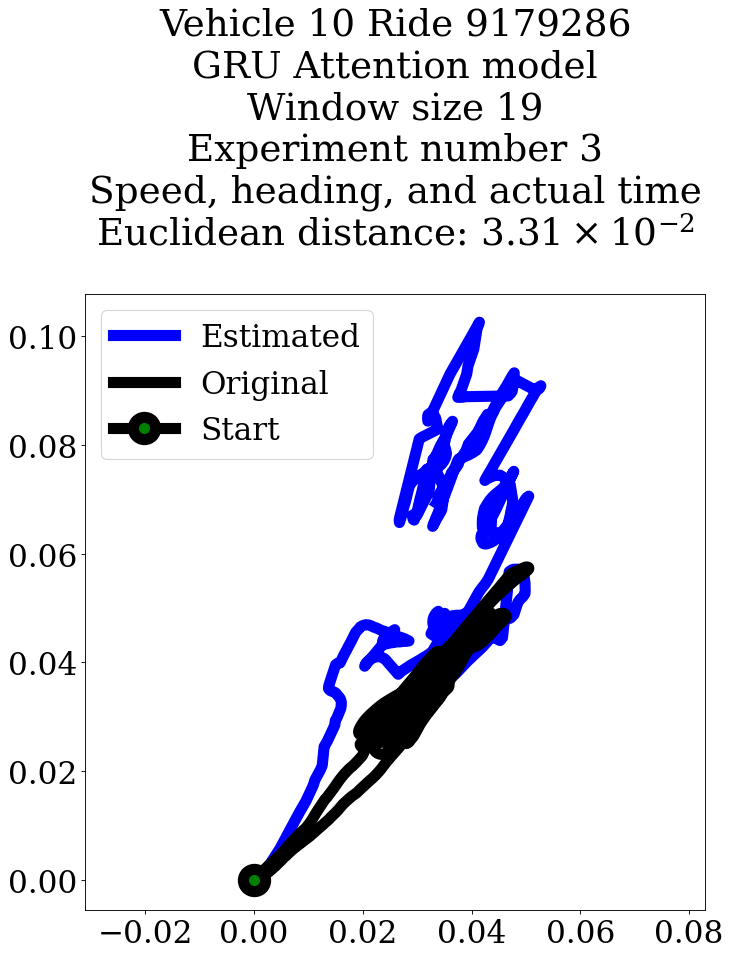 Vehicle 10 Ride 9179286
GRU Attention model
Window size 19
Experiment number 3
Speed, heading, and actual time
Euclidean distance: 3.31 × 10⁻²
Estimated
Original
Start
0.10
0.08
0.06
0.04
0.02
0.00
−0.02 0.00 0.02 0.04 0.06 0.08